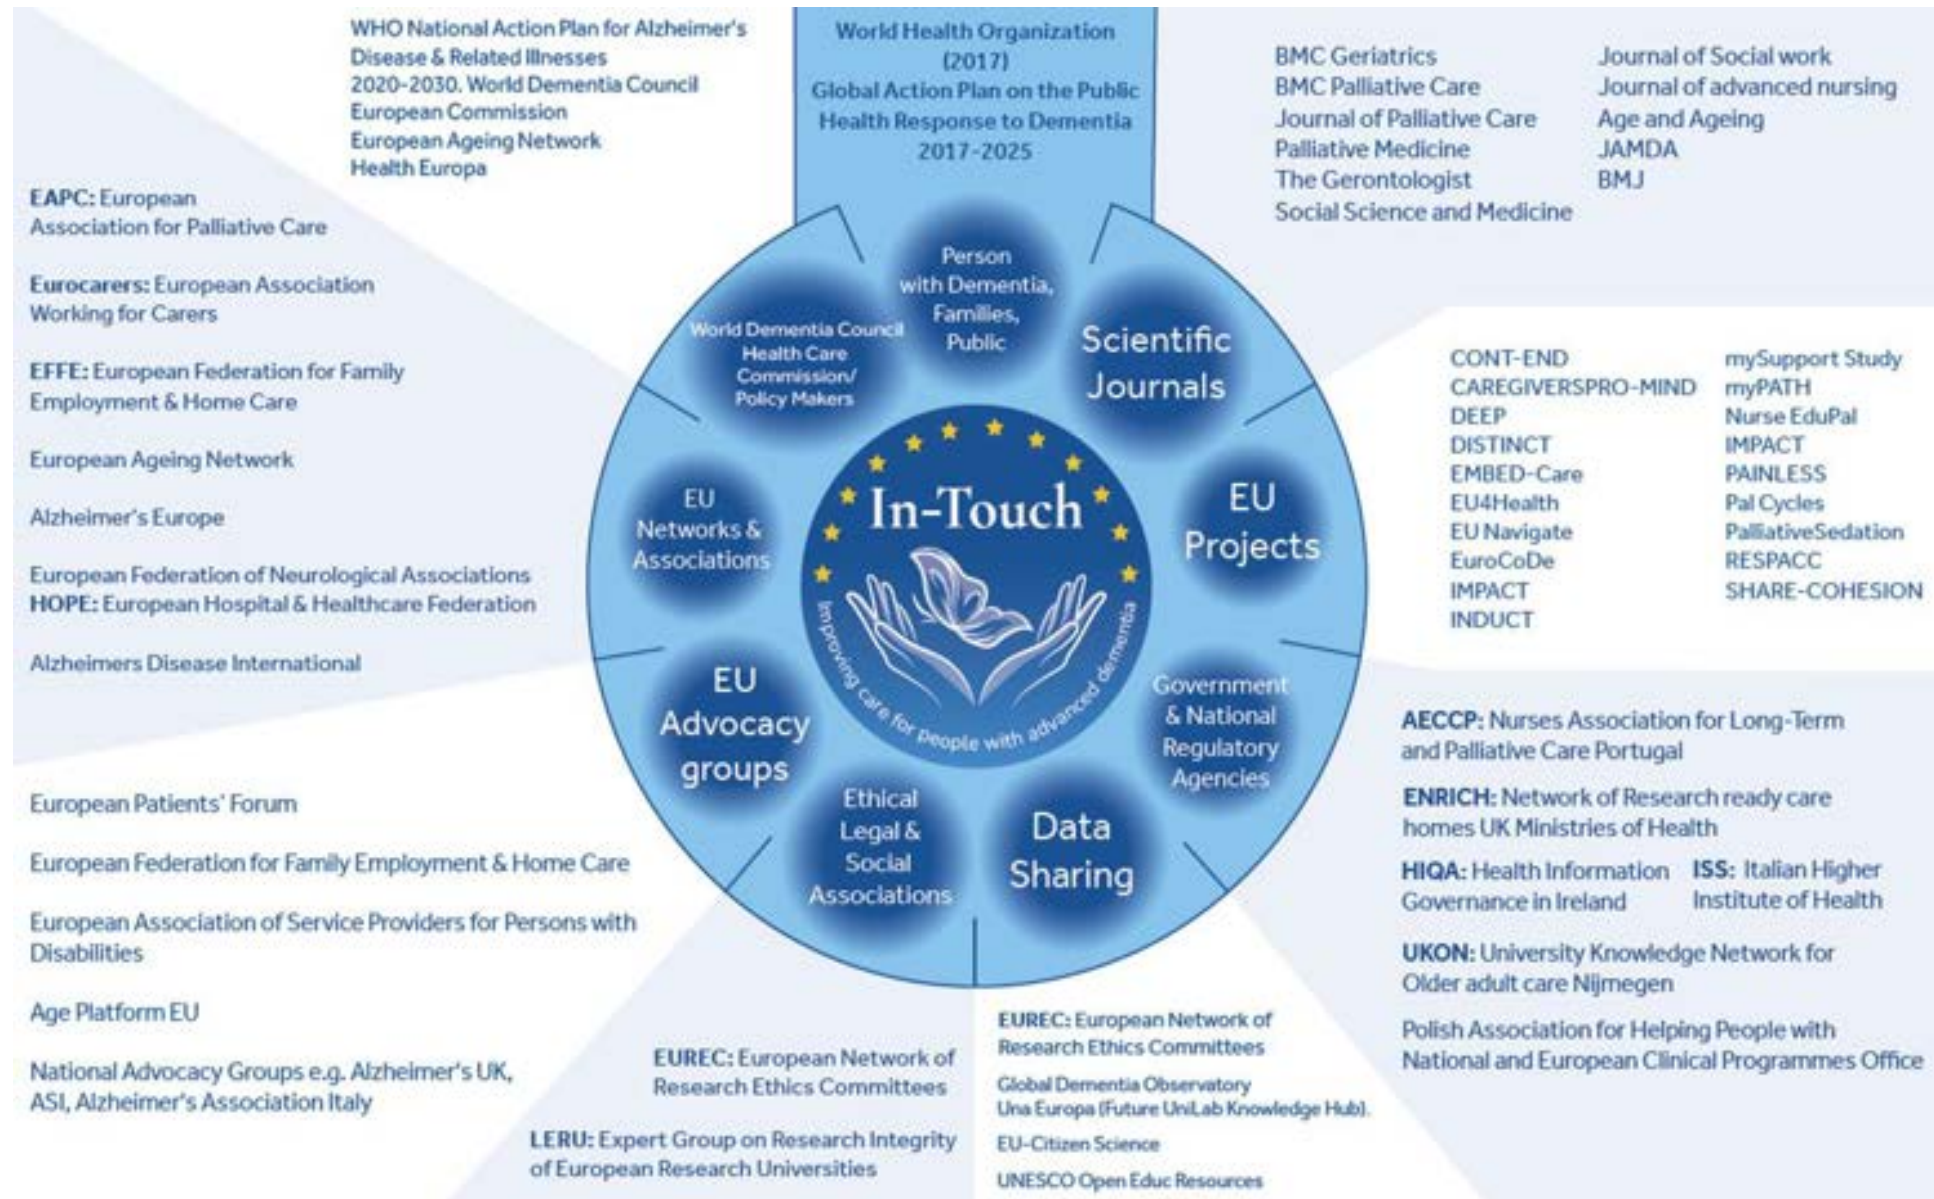 WHO National Action Plan for Alzheimer's
Disease & Related Illnesses
2020-2030. World Dementia Council
European Commission
European Ageing Network
Health Europa
World Health Organization
(2017)
Global Action Plan on the Public
Health Response to Dementia
2017-2025
BMC Geriatrics
BMC Palliative Care
Journal of Palliative Care
Palliative Medicine
The Gerontologist
Social Science and Medicine
Journal of Social work
Journal of advanced nursing
Age and Ageing
JAMDA
BMJ
EAPC: European
Association for Palliative Care
Eurocarers: European Association
Working for Carers
EFFE: European Federation for Family
Employment & Home Care
European Ageing Network
Alzheimer's Europe
European Federation of Neurological Associations
HOPE: European Hospital & Healthcare Federation
Alzheimers Disease International
Person
with Dementia,
Families,
Public
World Dementia Council
Health Care
Commission/
Policy Makers
Scientific
Journals
EU
Networks &
Associations
In-Touch
Improving care for people with advanced dementia
EU
Projects
EU
Advocacy
groups
Government
& National
Regulatory
Agencies
Ethical
Legal &
Social
Associations
Data
Sharing
CONT-END
CAREGIVERSPRO-MIND
DEEP
DISTINCT
EMBED-Care
EU4Health
EU Navigate
EuroCoDe
IMPACT
INDUCT
mySupport Study
myPATH
Nurse EduPal
IMPACT
PAINLESS
Pal Cycles
PalliativeSedation
RESPACC
SHARE-COHESION
AECCP: Nurses Association for Long-Term
and Palliative Care Portugal
ENRICH: Network of Research ready care
homes UK Ministries of Health
HIQA: Health Information
Governance in Ireland
ISS: Italian Higher
Institute of Health
UKON: University Knowledge Network for
Older adult care Nijmegen
Polish Association for Helping People with
National and European Clinical Programmes Office
European Patients' Forum
European Federation for Family Employment & Home Care
European Association of Service Providers for Persons with
Disabilities
Age Platform EU
National Advocacy Groups e.g. Alzheimer's UK,
ASI, Alzheimer's Association Italy
EUREC: European Network of
Research Ethics Committees
LERU: Expert Group on Research Integrity
of European Research Universities
EUREC: European Network of
Research Ethics Committees
Global Dementia Observatory
Una Europa (Future UniLab Knowledge Hub).
EU-Citizen Science
UNESCO Open Educ Resources